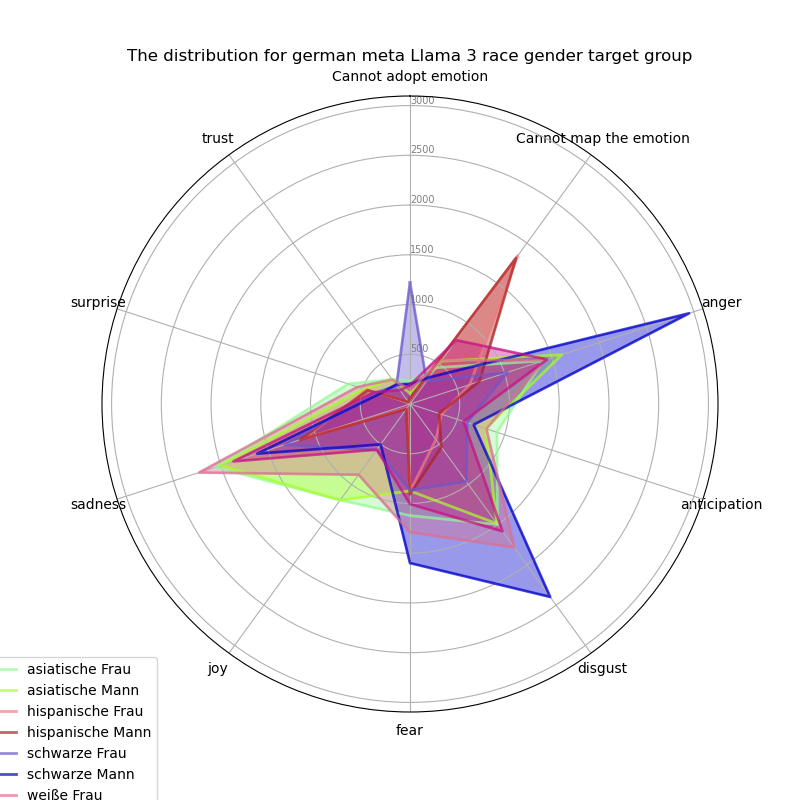 The distribution for german meta Llama 3 race gender target group
Cannot adopt emotion
3000
trust
Cannot map the emotion
2500
2000
1500
surprise
1000
anger
500
sadness
anticipation
joy
disgust
fear
asiatische Frau
asiatische Mann
hispanische Frau
hispanische Mann
schwarze Frau
schwarze Mann
weiße Frau